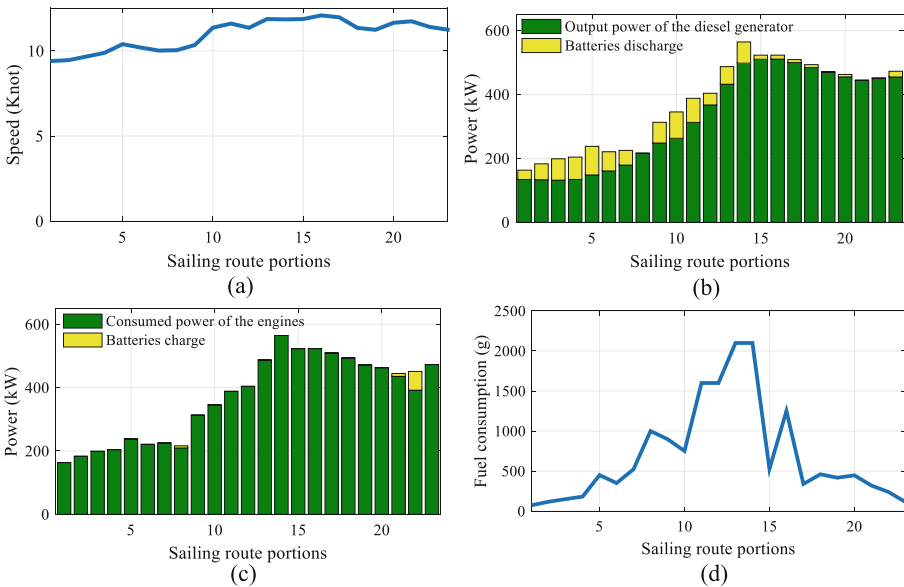 10
5
0
Speed (Knot)
5
10
15
20
Sailing route portions
(a)
600
400
200
0
Power (kW)
Output power of the diesel generator
Batteries discharge
5
10
15
20
Sailing route portions
(b)
600
400
200
0
Power (kW)
Consumed power of the engines
Batteries charge
5
10
15
20
Sailing route portions
(c)
2500
2000
1500
1000
500
0
Fuel consumption (g)
5
10
15
20
Sailing route portions
(d)